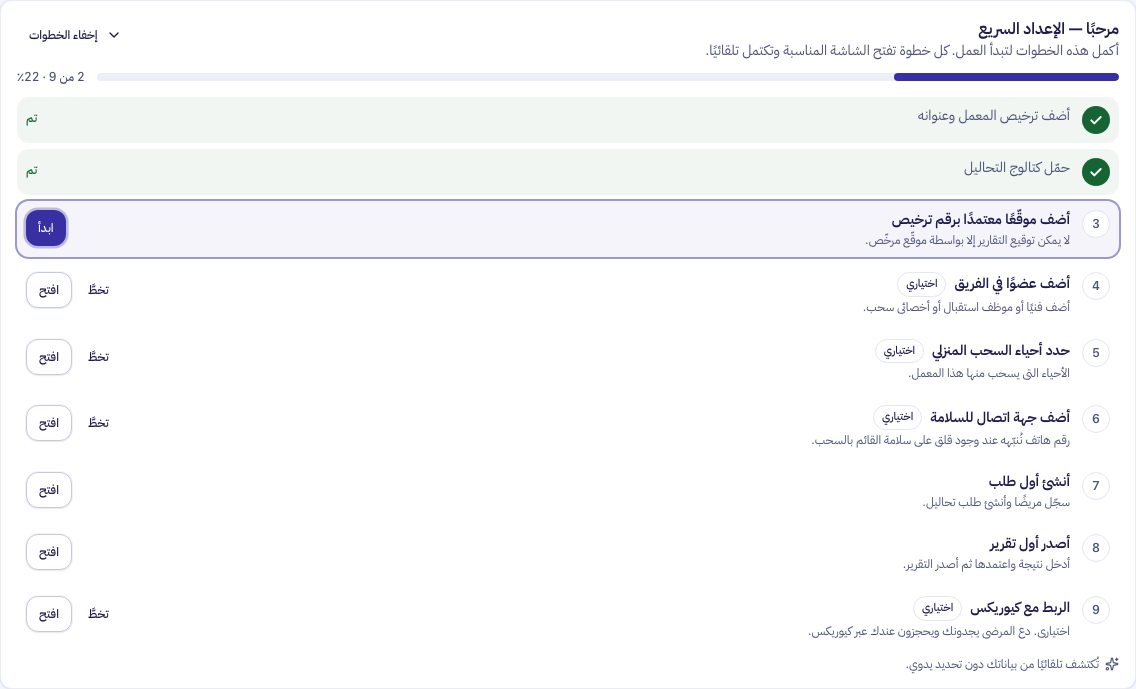 مرحبًا — الإعداد السريع
إخفاء الخطوات
أكمل هذه الخطوات لتبدأ العمل. كل خطوة تفتح الشاشة المناسبة وتكتمل تلقائيًا.
2 من 9 · 22٪
أضف ترخيص المعمل وعنوانه
تم
حمّل كتالوج التحاليل
تم
3
أضف موقّعًا معتمدًا برقم ترخيص
لا يمكن توقيع التقارير إلا بواسطة موقّع مرخّص.
ابدأ
4
أضف عضوًا في الفريق اختياري
أضف فنيًا أو موظف استقبال أو أخصائي سحب.
تخطَّ
افتح
5
حدد أحياء السحب المنزلي اختياري
الأحياء التي يسحب منها هذا المعمل.
تخطَّ
افتح
6
أضف جهة اتصال للسلامة اختياري
رقم هاتف نُنبّهه عند وجود قلق على سلامة القائم بالسحب.
تخطَّ
افتح
7
أنشئ أول طلب
سجّل مريضًا وأنشئ طلب تحاليل.
افتح
8
أصدر أول تقرير
أدخل نتيجة واعتمدها ثم أصدر التقرير.
افتح
9
الربط مع كيوريكس اختياري
اختياري. دع المرضى يجدونك ويحجزون عندك عبر كيوريكس.
تخطَّ
افتح
تُكتشف تلقائيًا من بياناتك دون تحديد يدوي.